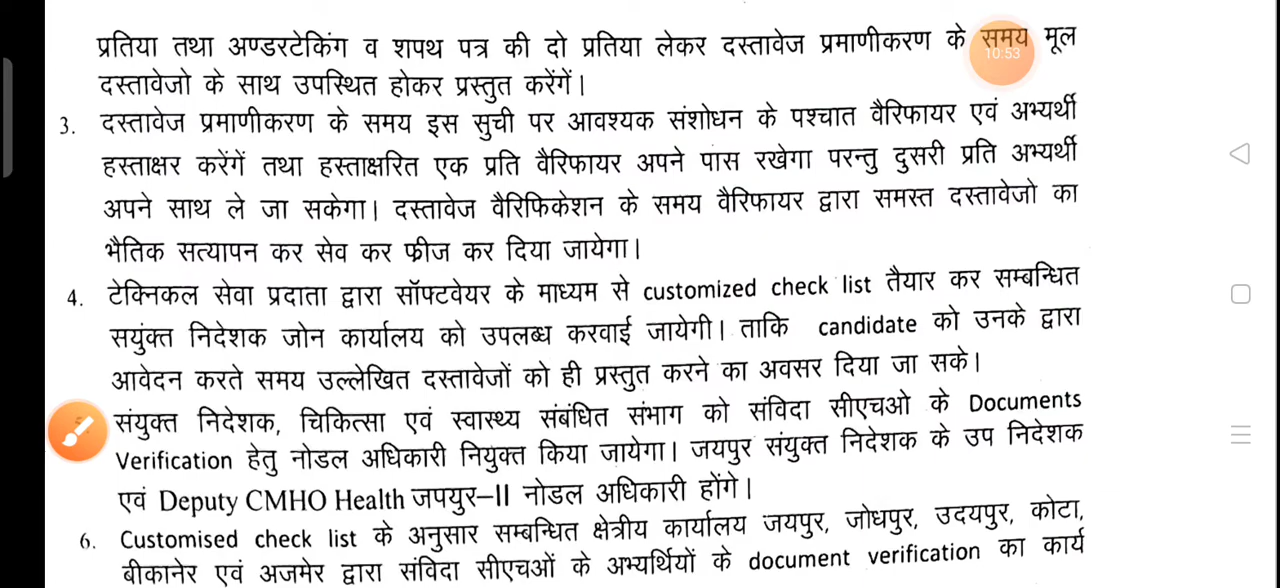 प्रतिया तथा अण्डरटेकिंग व शपथ पत्र की दो प्रतिया लेकर दस्तावेज प्रमाणीकरण के समय मूल
10:53
दस्तावेजो के साथ उपस्थित होकर प्रस्तुत करेंगें।
3. दस्तावेज प्रमाणीकरण के समय इस सुची पर आवश्यक संशोधन के पश्चात वैरिफायर एवं अभ्यर्थी
हस्ताक्षर करेंगें तथा हस्ताक्षरित एक प्रति वैरिफायर अपने पास रखेगा परन्तु दुसरी प्रति अभ्यर्थी
अपने साथ ले जा सकेगा। दस्तावेज वैरिफिकेशन के समय वैरिफायर द्वारा समस्त दस्तावेजो का
भैतिक सत्यापन कर सेव कर फ्रीज कर दिया जायेगा।
4. टेक्निकल सेवा प्रदाता द्वारा सॉफ्टवेयर के माध्यम से customized check list तैयार कर सम्बन्धित
सयुंक्त निदेशक जोन कार्यालय को उपलब्ध करवाई जायेगी। ताकि candidate को उनके द्वारा
आवेदन करते समय उल्लेखित दस्तावेजों को ही प्रस्तुत करने का अवसर दिया जा सके।
संयुक्त निदेशक, चिकित्सा एवं स्वास्थ्य संबंधित संभाग को संविदा सीएचओ के Documents
Verification हेतु नोडल अधिकारी नियुक्त किया जायेगा। जयपुर संयुक्त निदेशक के उप निदेशक
एवं Deputy CMHO Health जपयुर–II नोडल अधिकारी होंगे।
6. Customised check list के अनुसार सम्बन्धित क्षेत्रीय कार्यालय जयपुर, जोधपुर, उदयपुर, कोटा,
बीकानेर एवं अजमेर द्वारा संविदा सीएचओं के अभ्यर्थियों के document verification का कार्य